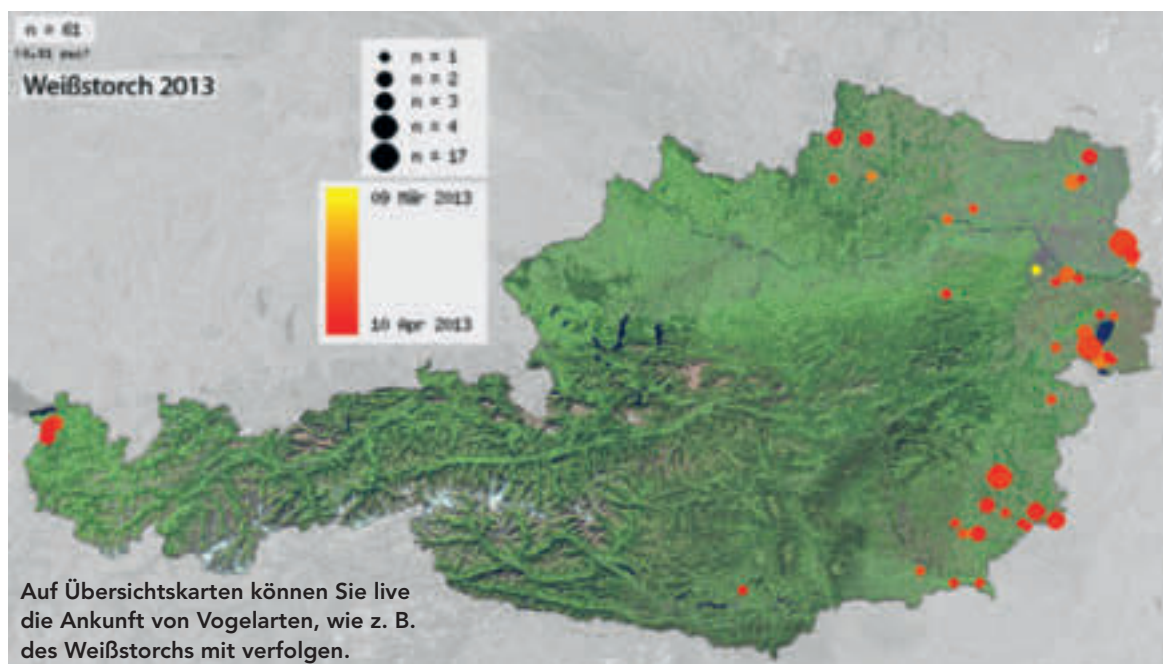 n = 61
Weißstorch 2013
n = 1
n = 2
n = 3
n = 4
n = 17
09 Mär 2013
10 Apr 2013
Auf Übersichtskarten können Sie live
die Ankunft von Vogelarten, wie z. B.
des Weißstorchs mit verfolgen.